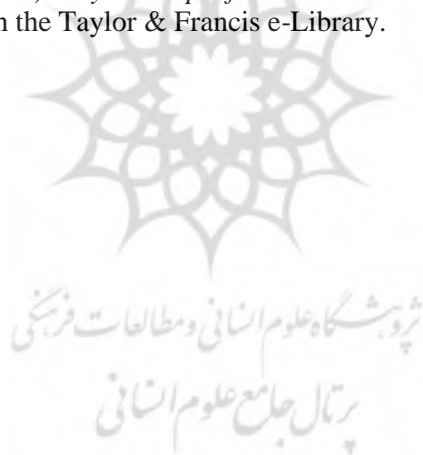 n the Taylor & Francis e-Library.
پژوهشگاه علوم انسانی و مطالعات فرهنگی
پرتال جامع علوم انسانی